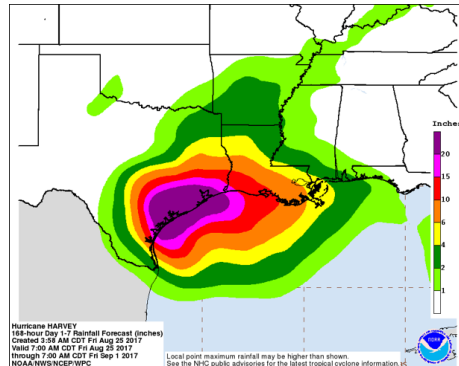 Inches
20
15
10
6
4
2
1
Hurricane HARVEY
168-hour Day 1-7 Rainfall Forecast (inches)
Created 3:58 AM CDT Fri Aug 25 2017
Valid 7:00 AM CDT Fri Aug 25 2017
through 7:00 AM CDT Fri Sep 1 2017
NOAA/NWS/NCEP/WPC
Local point maximum rainfall may be higher than shown.
See the NHC public advisories for the latest tropical cyclone information
NOAA